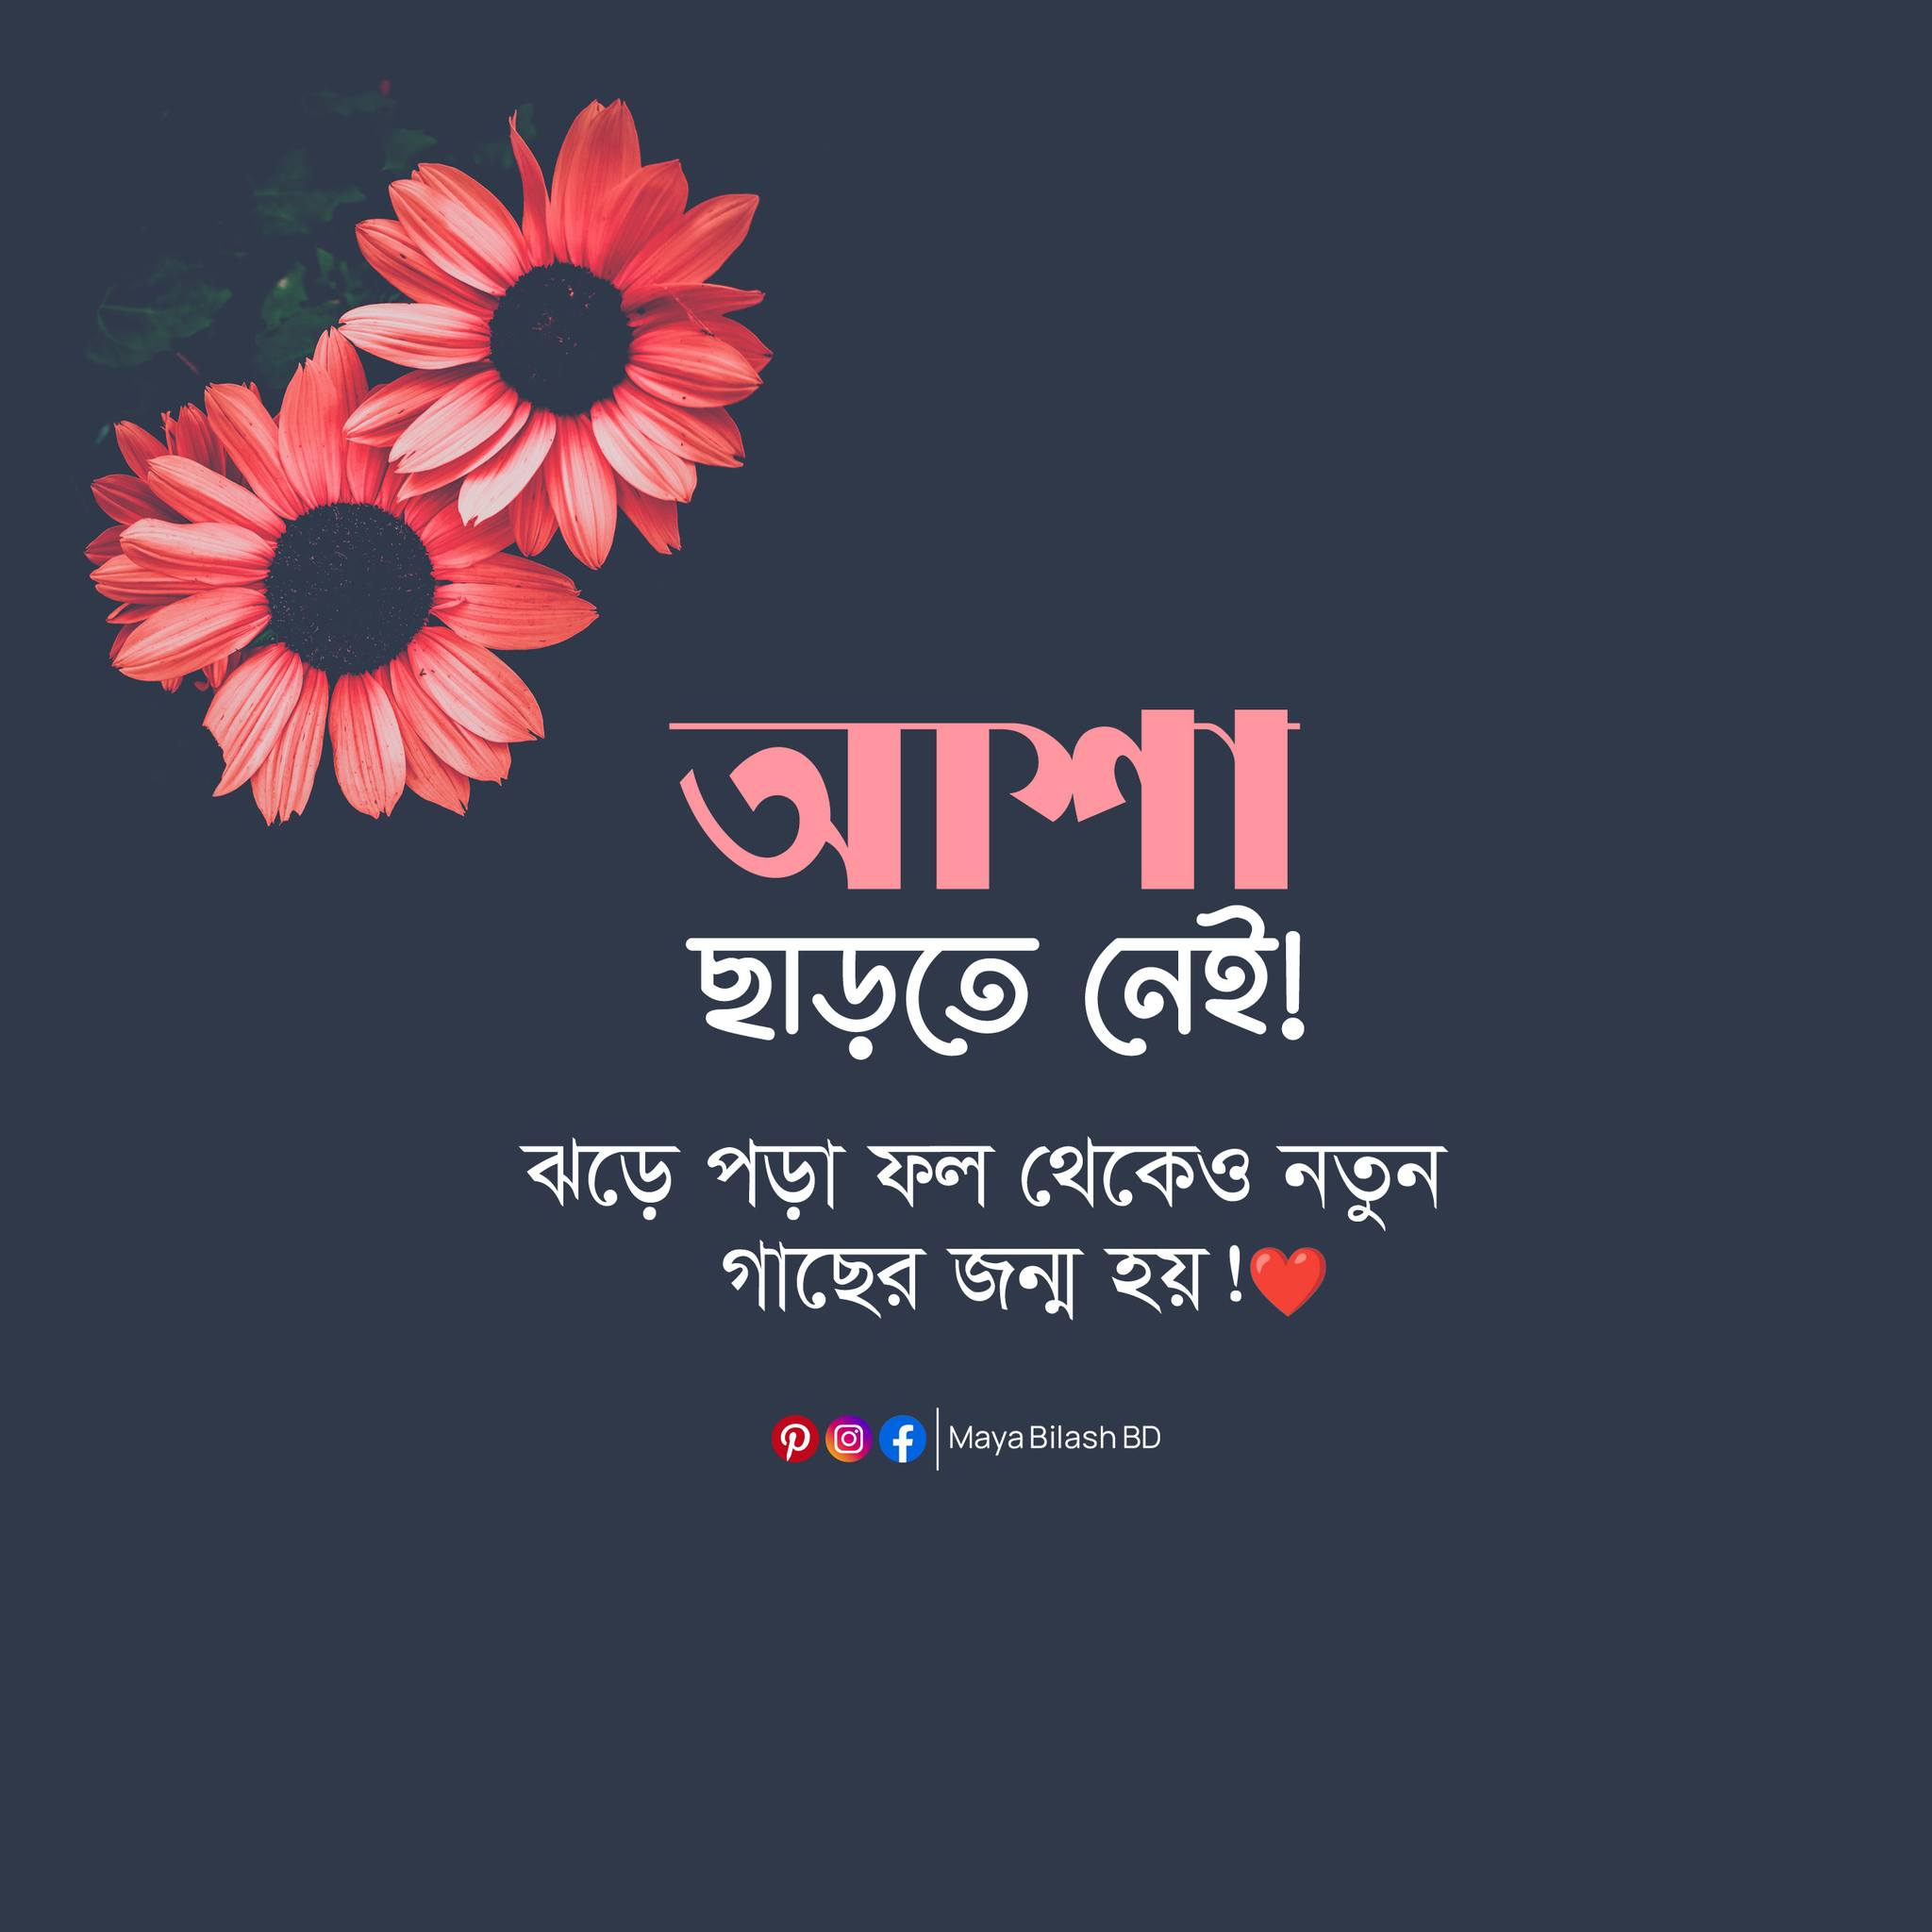 আশা
ছাড়তে নেই!
ঝড়ে পড়া ফল থেকেও নতুন
গাছের জন্ম হয় !❤️
Maya Bilash BD